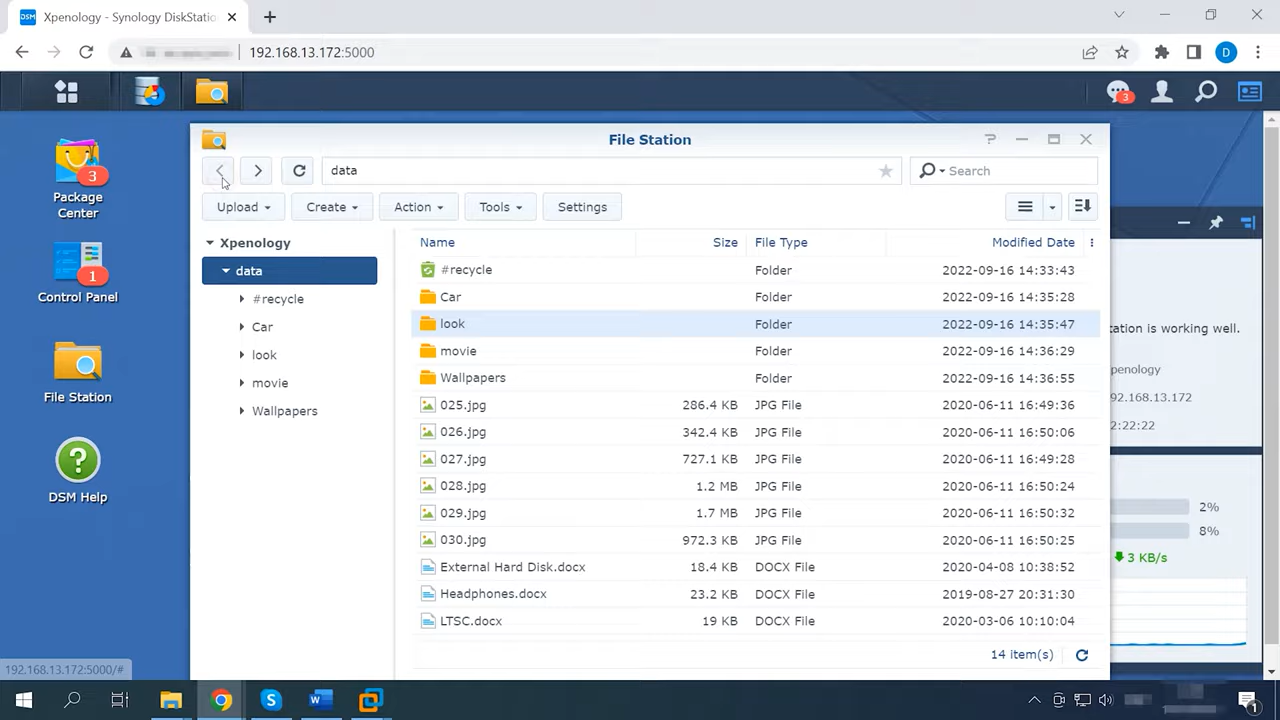 DSM Xpenology - Synology DiskStatio
192.168.13.172:5000
3
File Station
data
Search
Upload Create Action Tools Settings
Xpenology
data
#recycle
Car
look
movie
Wallpapers
Name Size File Type Modified Date
#recycle Folder 2022-09-16 14:33:43
Car Folder 2022-09-16 14:35:28
look Folder 2022-09-16 14:35:47
movie Folder 2022-09-16 14:36:29
Wallpapers Folder 2022-09-16 14:36:55
025.jpg 286.4 KB JPG File 2020-06-11 16:49:36
026.jpg 342.4 KB JPG File 2020-06-11 16:50:06
027.jpg 727.1 KB JPG File 2020-06-11 16:49:28
028.jpg 1.2 MB JPG File 2020-06-11 16:50:24
029.jpg 1.7 MB JPG File 2020-06-11 16:50:32
030.jpg 972.3 KB JPG File 2020-06-11 16:50:25
External Hard Disk.docx 18.4 KB DOCX File 2020-04-08 10:38:52
Headphones.docx 23.2 KB DOCX File 2019-08-27 20:31:30
LTSC.docx 19 KB DOCX File 2020-03-06 10:10:04
14 item(s)
3
Package
Center
1
Control Panel
File Station
?
DSM Help
tation is working well.
penology
92.168.13.172
2:22:22
2%
8%
3 KB/s
192.168.13.172:5000/#
D
S
W
1